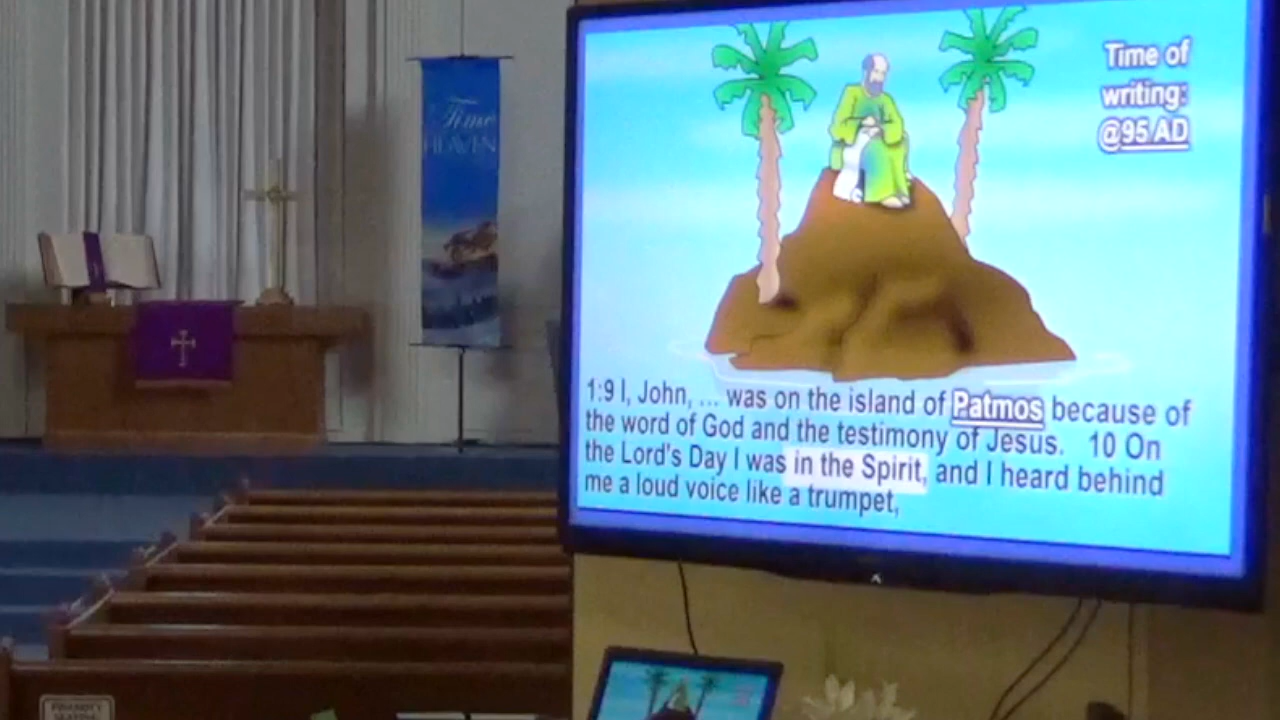 Time
HEAVEN
Time of
writing:
@95 AD
1:9 I, John, ... was on the island of Patmos because of
the word of God and the testimony of Jesus. 10 On
the Lord's Day I was in the Spirit, and I heard behind
me a loud voice like a trumpet,